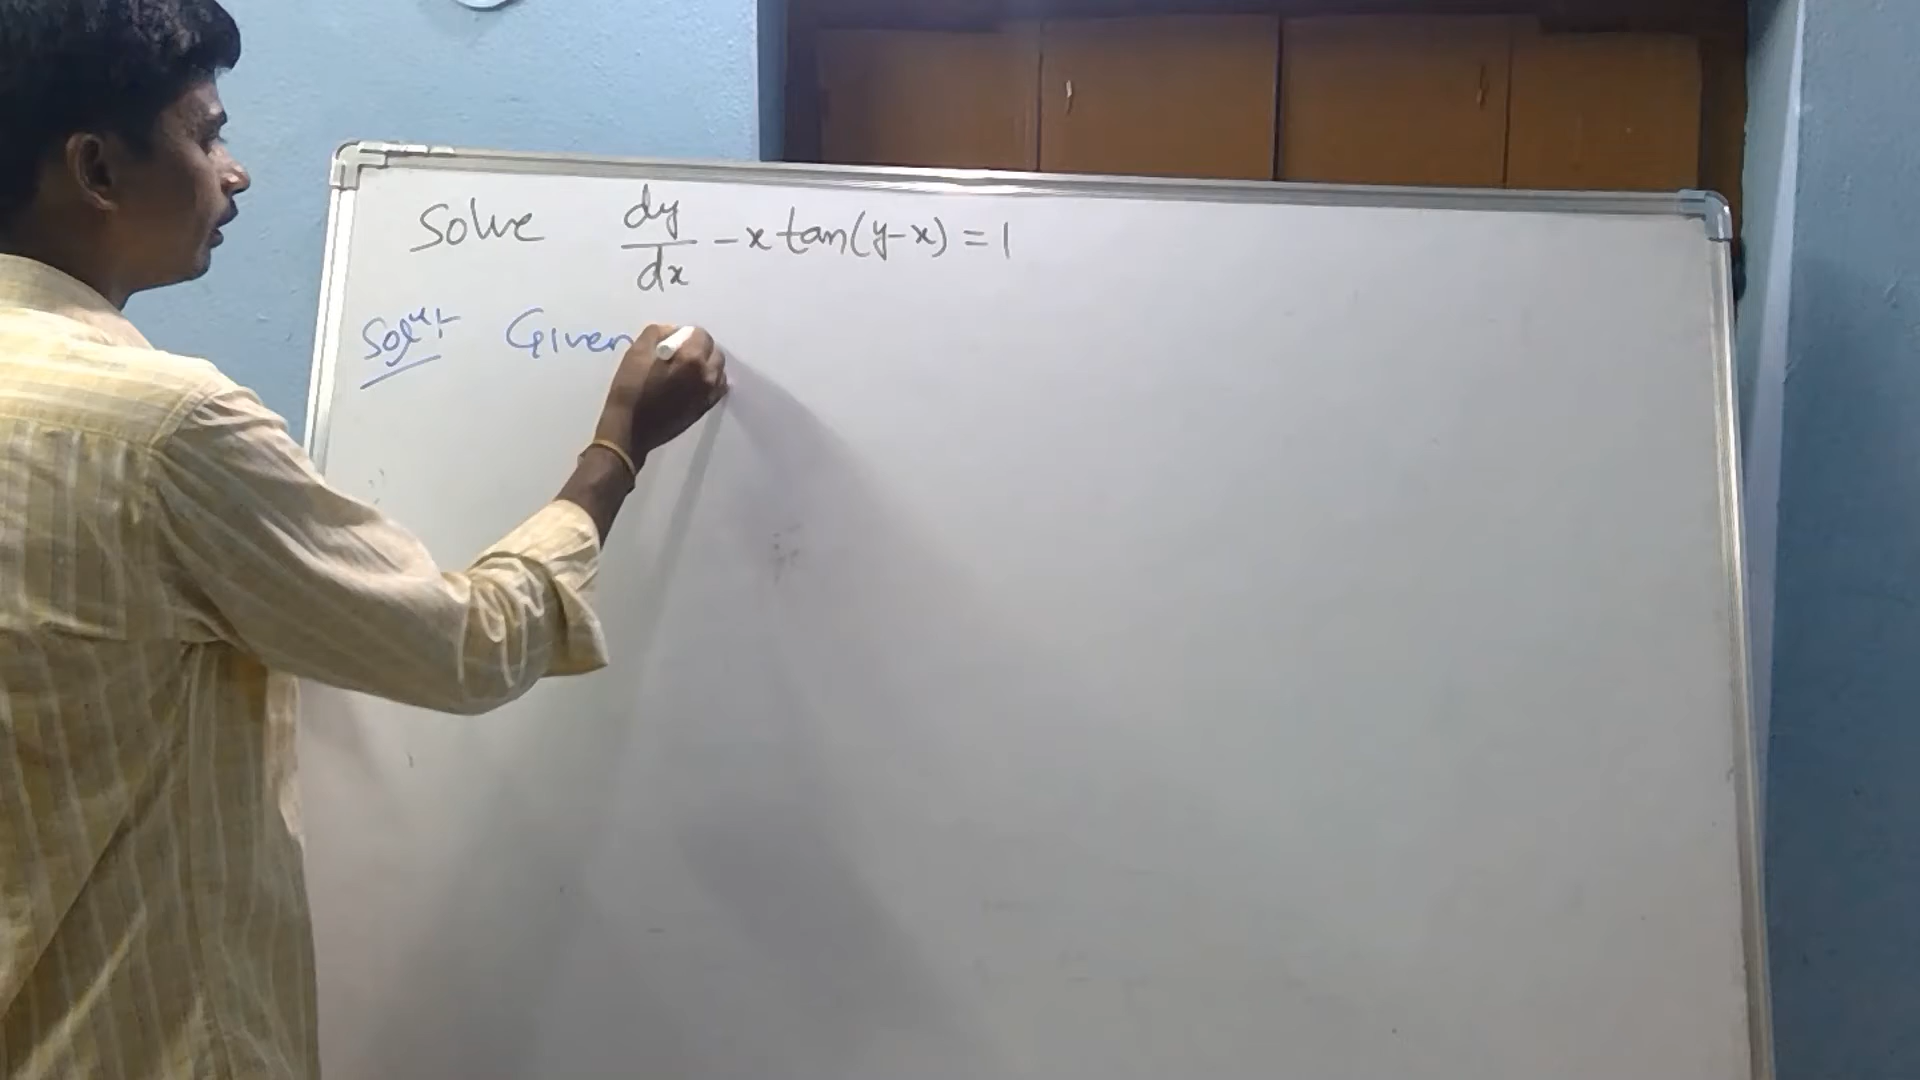 Solve dy/dx - x tan(y-x) = 1
Solⁿ:- Given